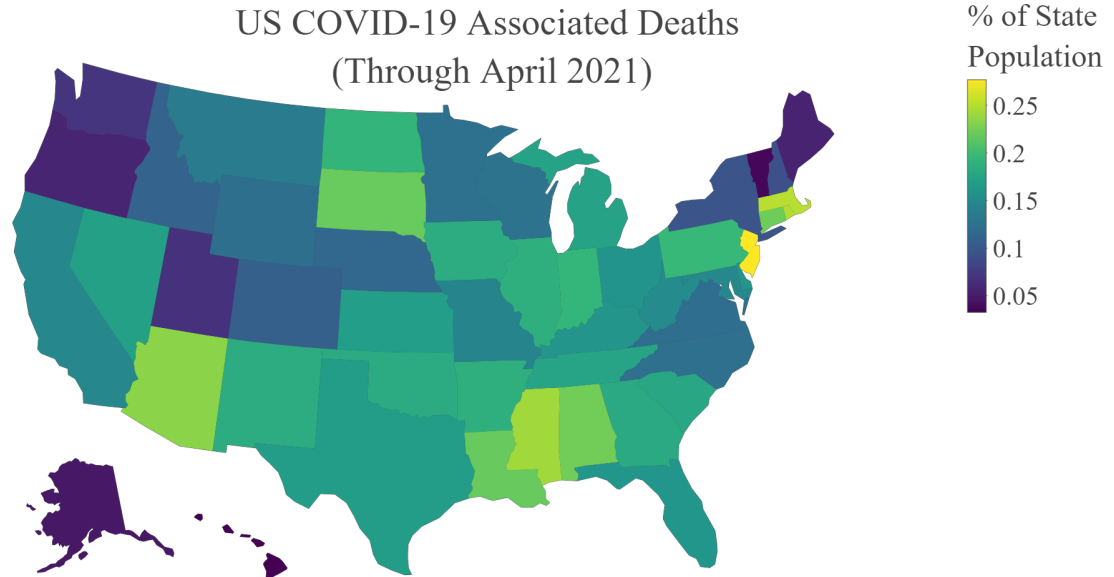 US COVID-19 Associated Deaths
(Through April 2021)
% of State
Population
0.25
0.2
0.15
0.1
0.05